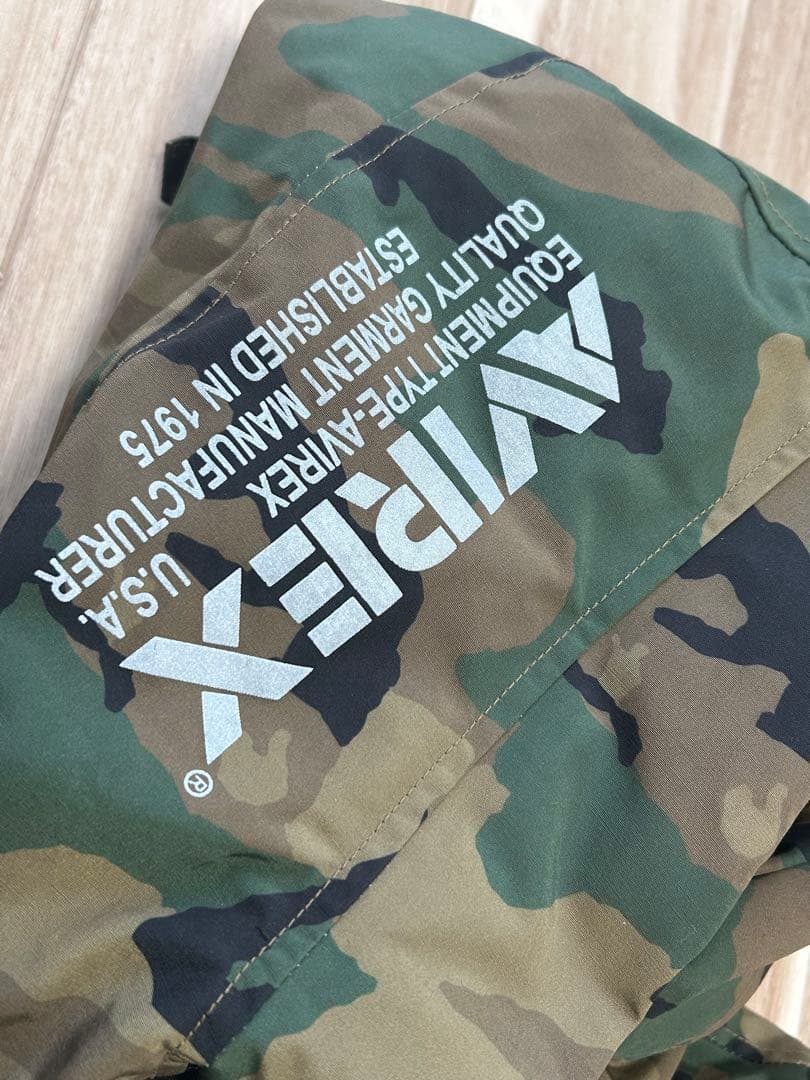 AVIREX®
EQUIPMENT TYPE-AVIREX
QUALITY GARMENT MANUFACTURER
ESTABLISHED IN 1975 U.S.A.